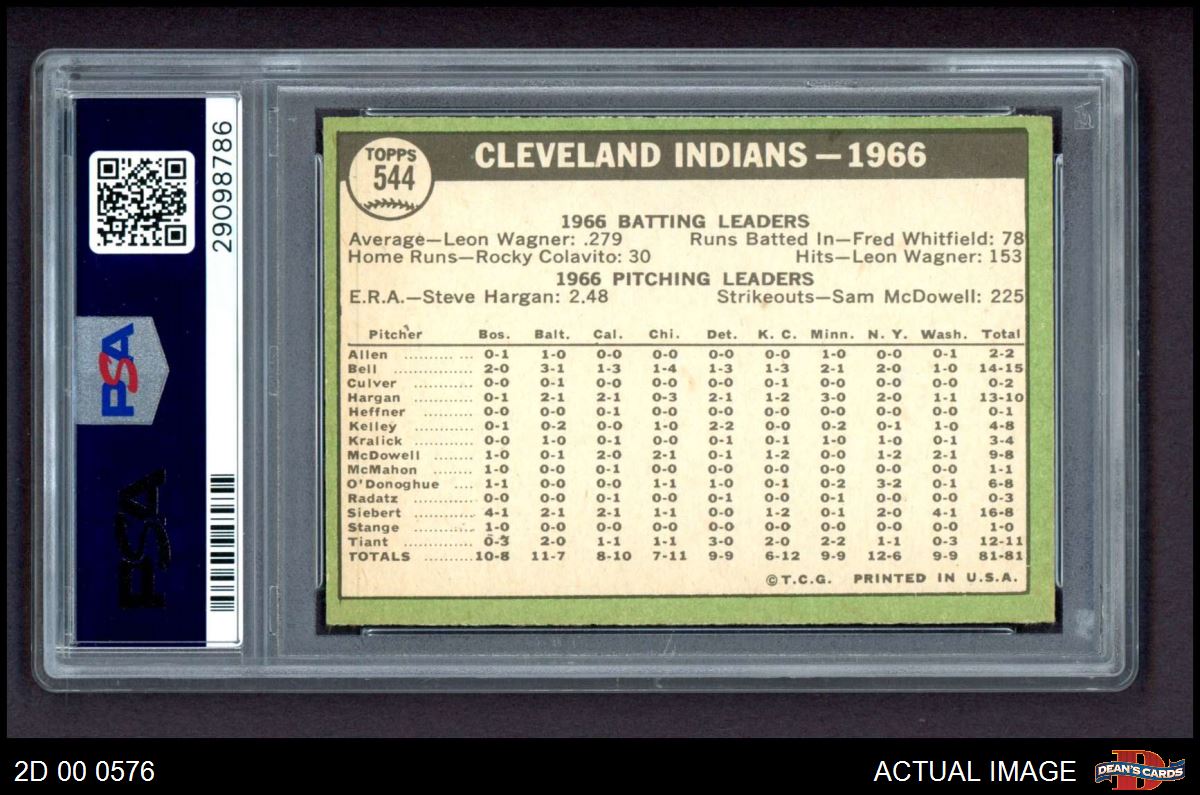 29098786
PSA
PSA
TOPPS
544
CLEVELAND INDIANS — 1966
1966 BATTING LEADERS
Average—Leon Wagner: .279 Runs Batted In—Fred Whitfield: 78
Home Runs—Rocky Colavito: 30 Hits—Leon Wagner: 153
1966 PITCHING LEADERS
E.R.A.—Steve Hargan: 2.48 Strikeouts—Sam McDowell: 225
Pitcher Bos. Balt. Cal. Chi. Det. K. C. Minn. N. Y. Wash. Total
Allen ............ 0-1 1-0 0-0 0-0 0-0 0-0 1-0 0-0 0-1 2-2
Bell ............ 2-0 3-1 1-3 1-4 1-3 1-3 2-1 2-0 1-0 14-15
Culver ............ 0-0 0-1 0-0 0-0 0-0 0-1 0-0 0-0 0-0 0-2
Hargan ............ 0-1 2-1 2-1 0-3 2-1 1-2 3-0 2-0 1-1 13-10
Heffner ............ 0-0 0-0 0-1 0-0 0-0 0-0 0-0 0-0 0-0 0-1
Kelley ............ 0-1 0-2 0-0 1-0 2-2 0-0 0-2 0-1 1-0 4-8
Kralick ............ 0-0 1-0 0-1 0-0 0-1 0-1 1-0 1-0 0-1 3-4
McDowell ....... 1-0 0-1 2-0 2-1 0-1 1-2 0-0 1-2 2-1 9-8
McMahon ....... 1-0 0-0 0-1 0-0 0-0 0-0 0-0 0-0 0-0 1-1
O'Donoghue .... 1-1 0-0 0-0 1-1 1-0 0-1 0-2 3-2 0-1 6-8
Radatz ............ 0-0 0-0 0-1 0-0 0-1 0-0 0-1 0-0 0-0 0-3
Siebert ............ 4-1 2-1 2-1 1-1 0-0 1-2 0-1 2-0 4-1 16-8
Stange ............ 1-0 0-0 0-0 0-0 0-0 0-0 0-0 0-0 0-0 1-0
Tiant ............ 0-3 2-0 1-1 1-1 3-0 2-0 2-2 1-1 0-3 12-11
TOTALS ........ 10-8 11-7 8-10 7-11 9-9 6-12 9-9 12-6 9-9 81-81
© T.C.G. PRINTED IN U.S.A.
2D 00 0576
ACTUAL IMAGE
DEAN'S CARDS